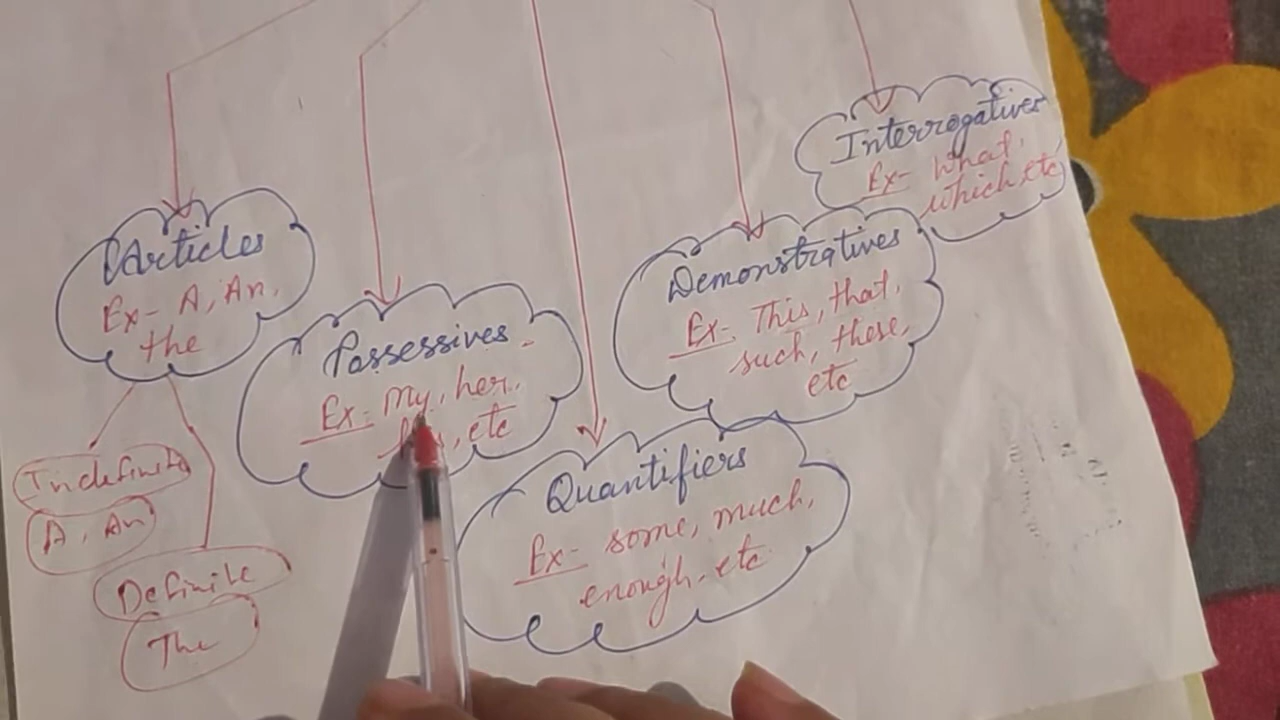 Articles
Ex- A, An,
the
Indefinite
A, An
Definite
The
Possessives
Ex- My, her,
etc
Quantifiers
Ex- some, much,
enough, etc
Demonstratives
Ex- This, that,
such, these,
etc
Interrogatives
Ex- What,
which, etc